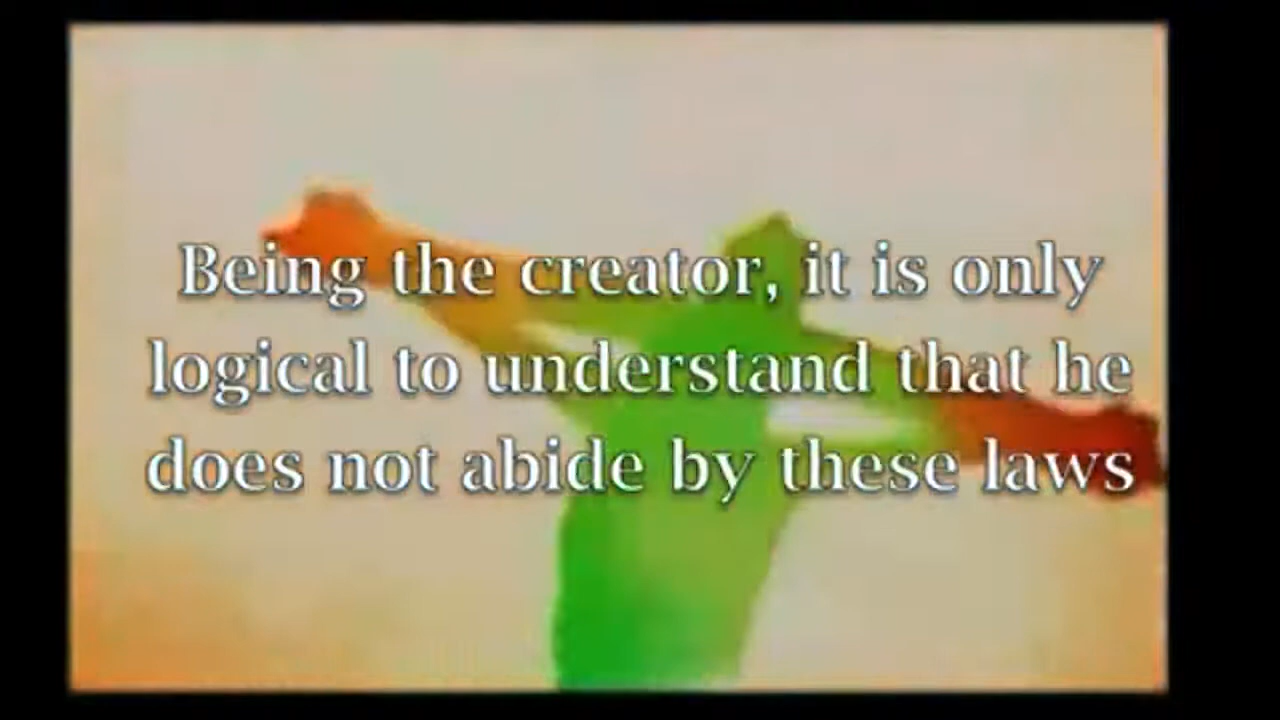 Being the creator, it is only
logical to understand that he
does not abide by these laws